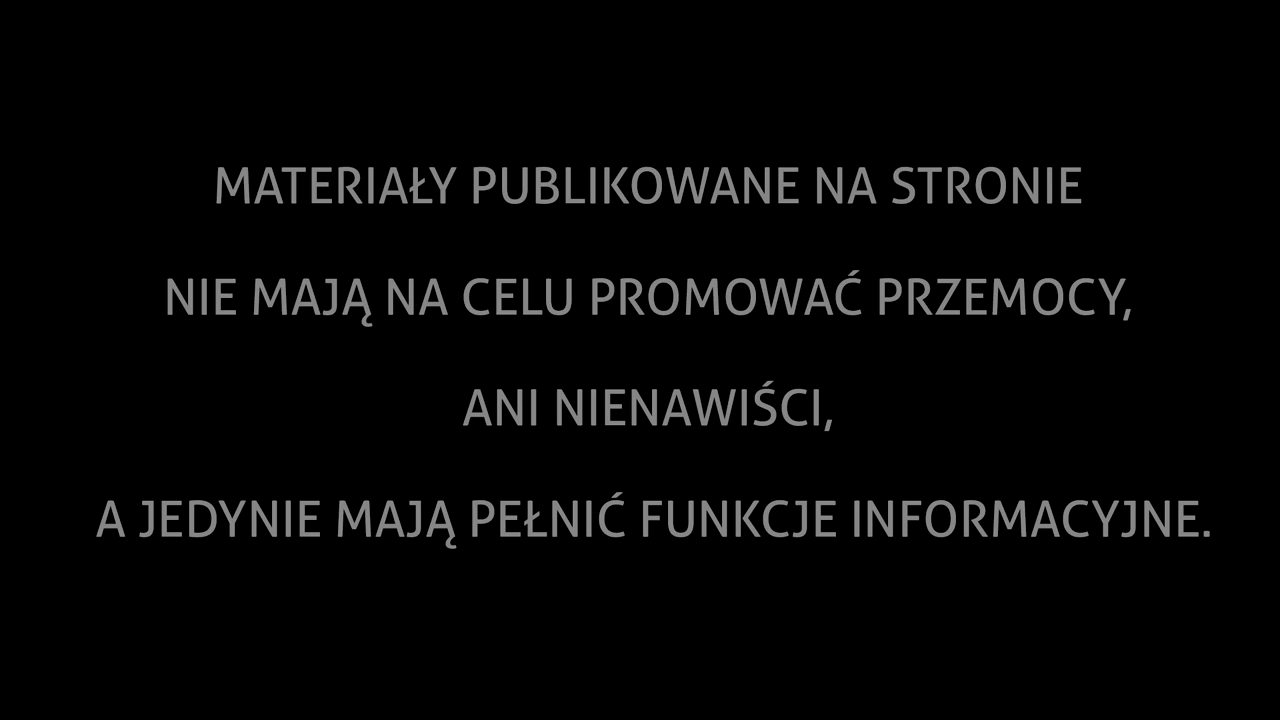 MATERIAŁY PUBLIKOWANE NA STRONIE
NIE MAJĄ NA CELU PROMOWAĆ PRZEMOCY,
ANI NIENAWIŚCI,
A JEDYNIE MAJĄ PEŁNIĆ FUNKCJE INFORMACYJNE.